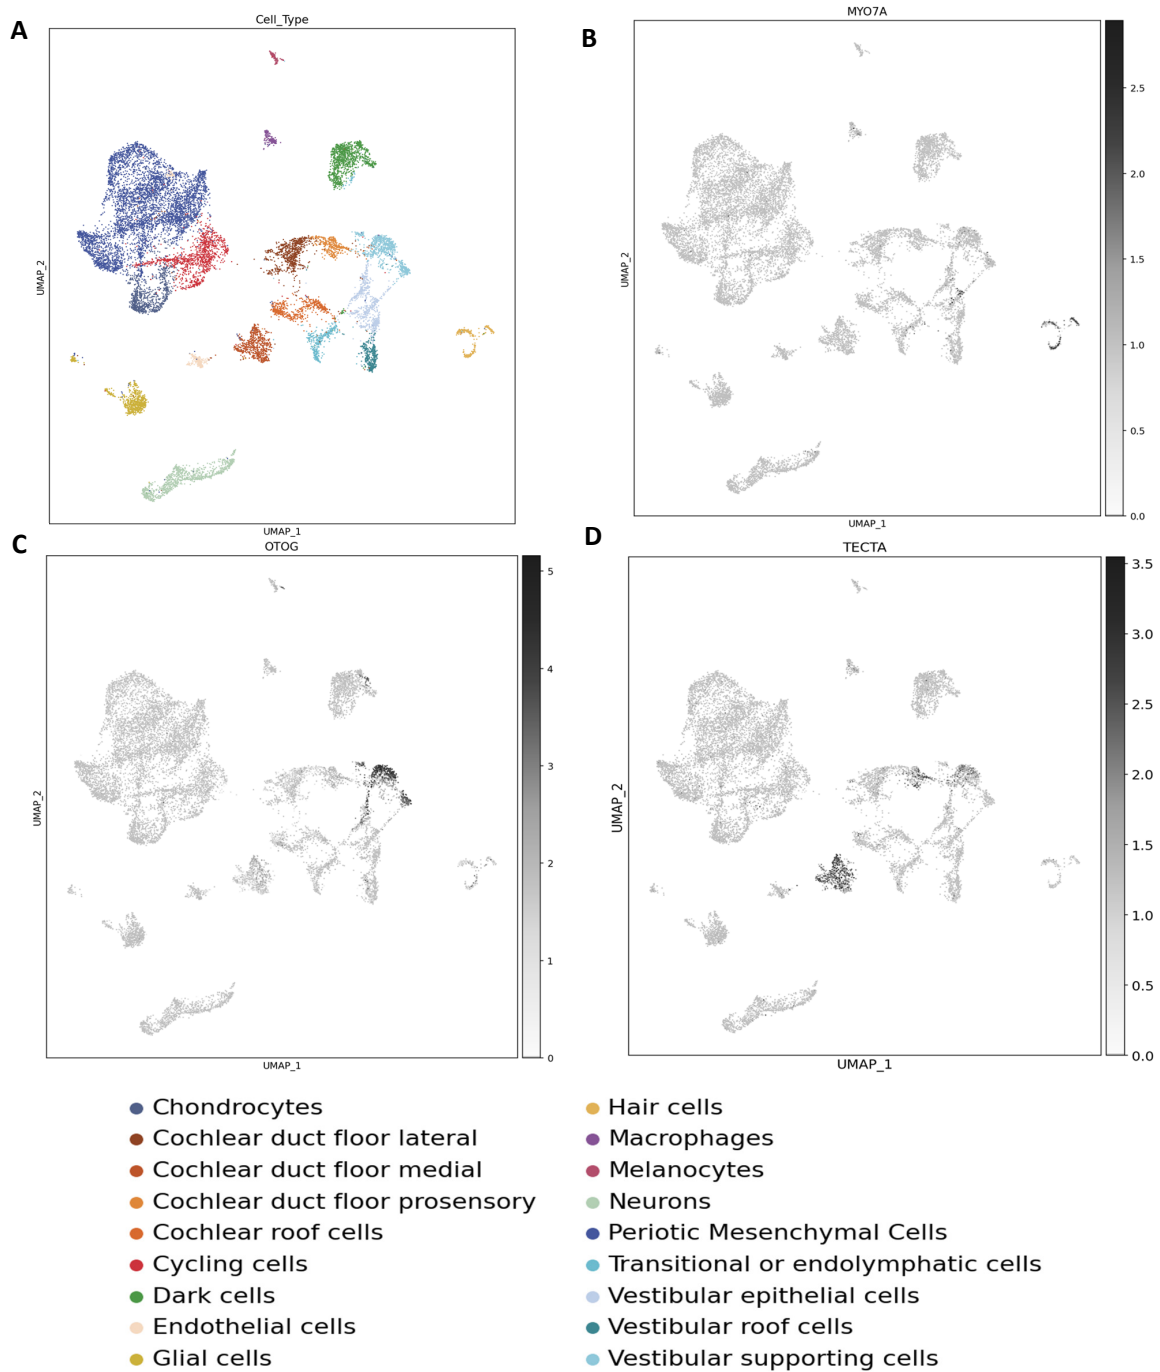 A
Cell_Type
UMAP_2
UMAP_1
B
MYO7A
UMAP_2
UMAP_1
2.5
2.0
1.5
1.0
0.5
0.0
C
OTOG
UMAP_2
UMAP_1
5
4
3
2
1
0
D
TECTA
UMAP_2
UMAP_1
3.5
3.0
2.5
2.0
1.5
1.0
0.5
0.0
Chondrocytes
Cochlear duct floor lateral
Cochlear duct floor medial
Cochlear duct floor prosensory
Cochlear roof cells
Cycling cells
Dark cells
Endothelial cells
Glial cells
Hair cells
Macrophages
Melanocytes
Neurons
Periotic Mesenchymal Cells
Transitional or endolymphatic cells
Vestibular epithelial cells
Vestibular roof cells
Vestibular supporting cells